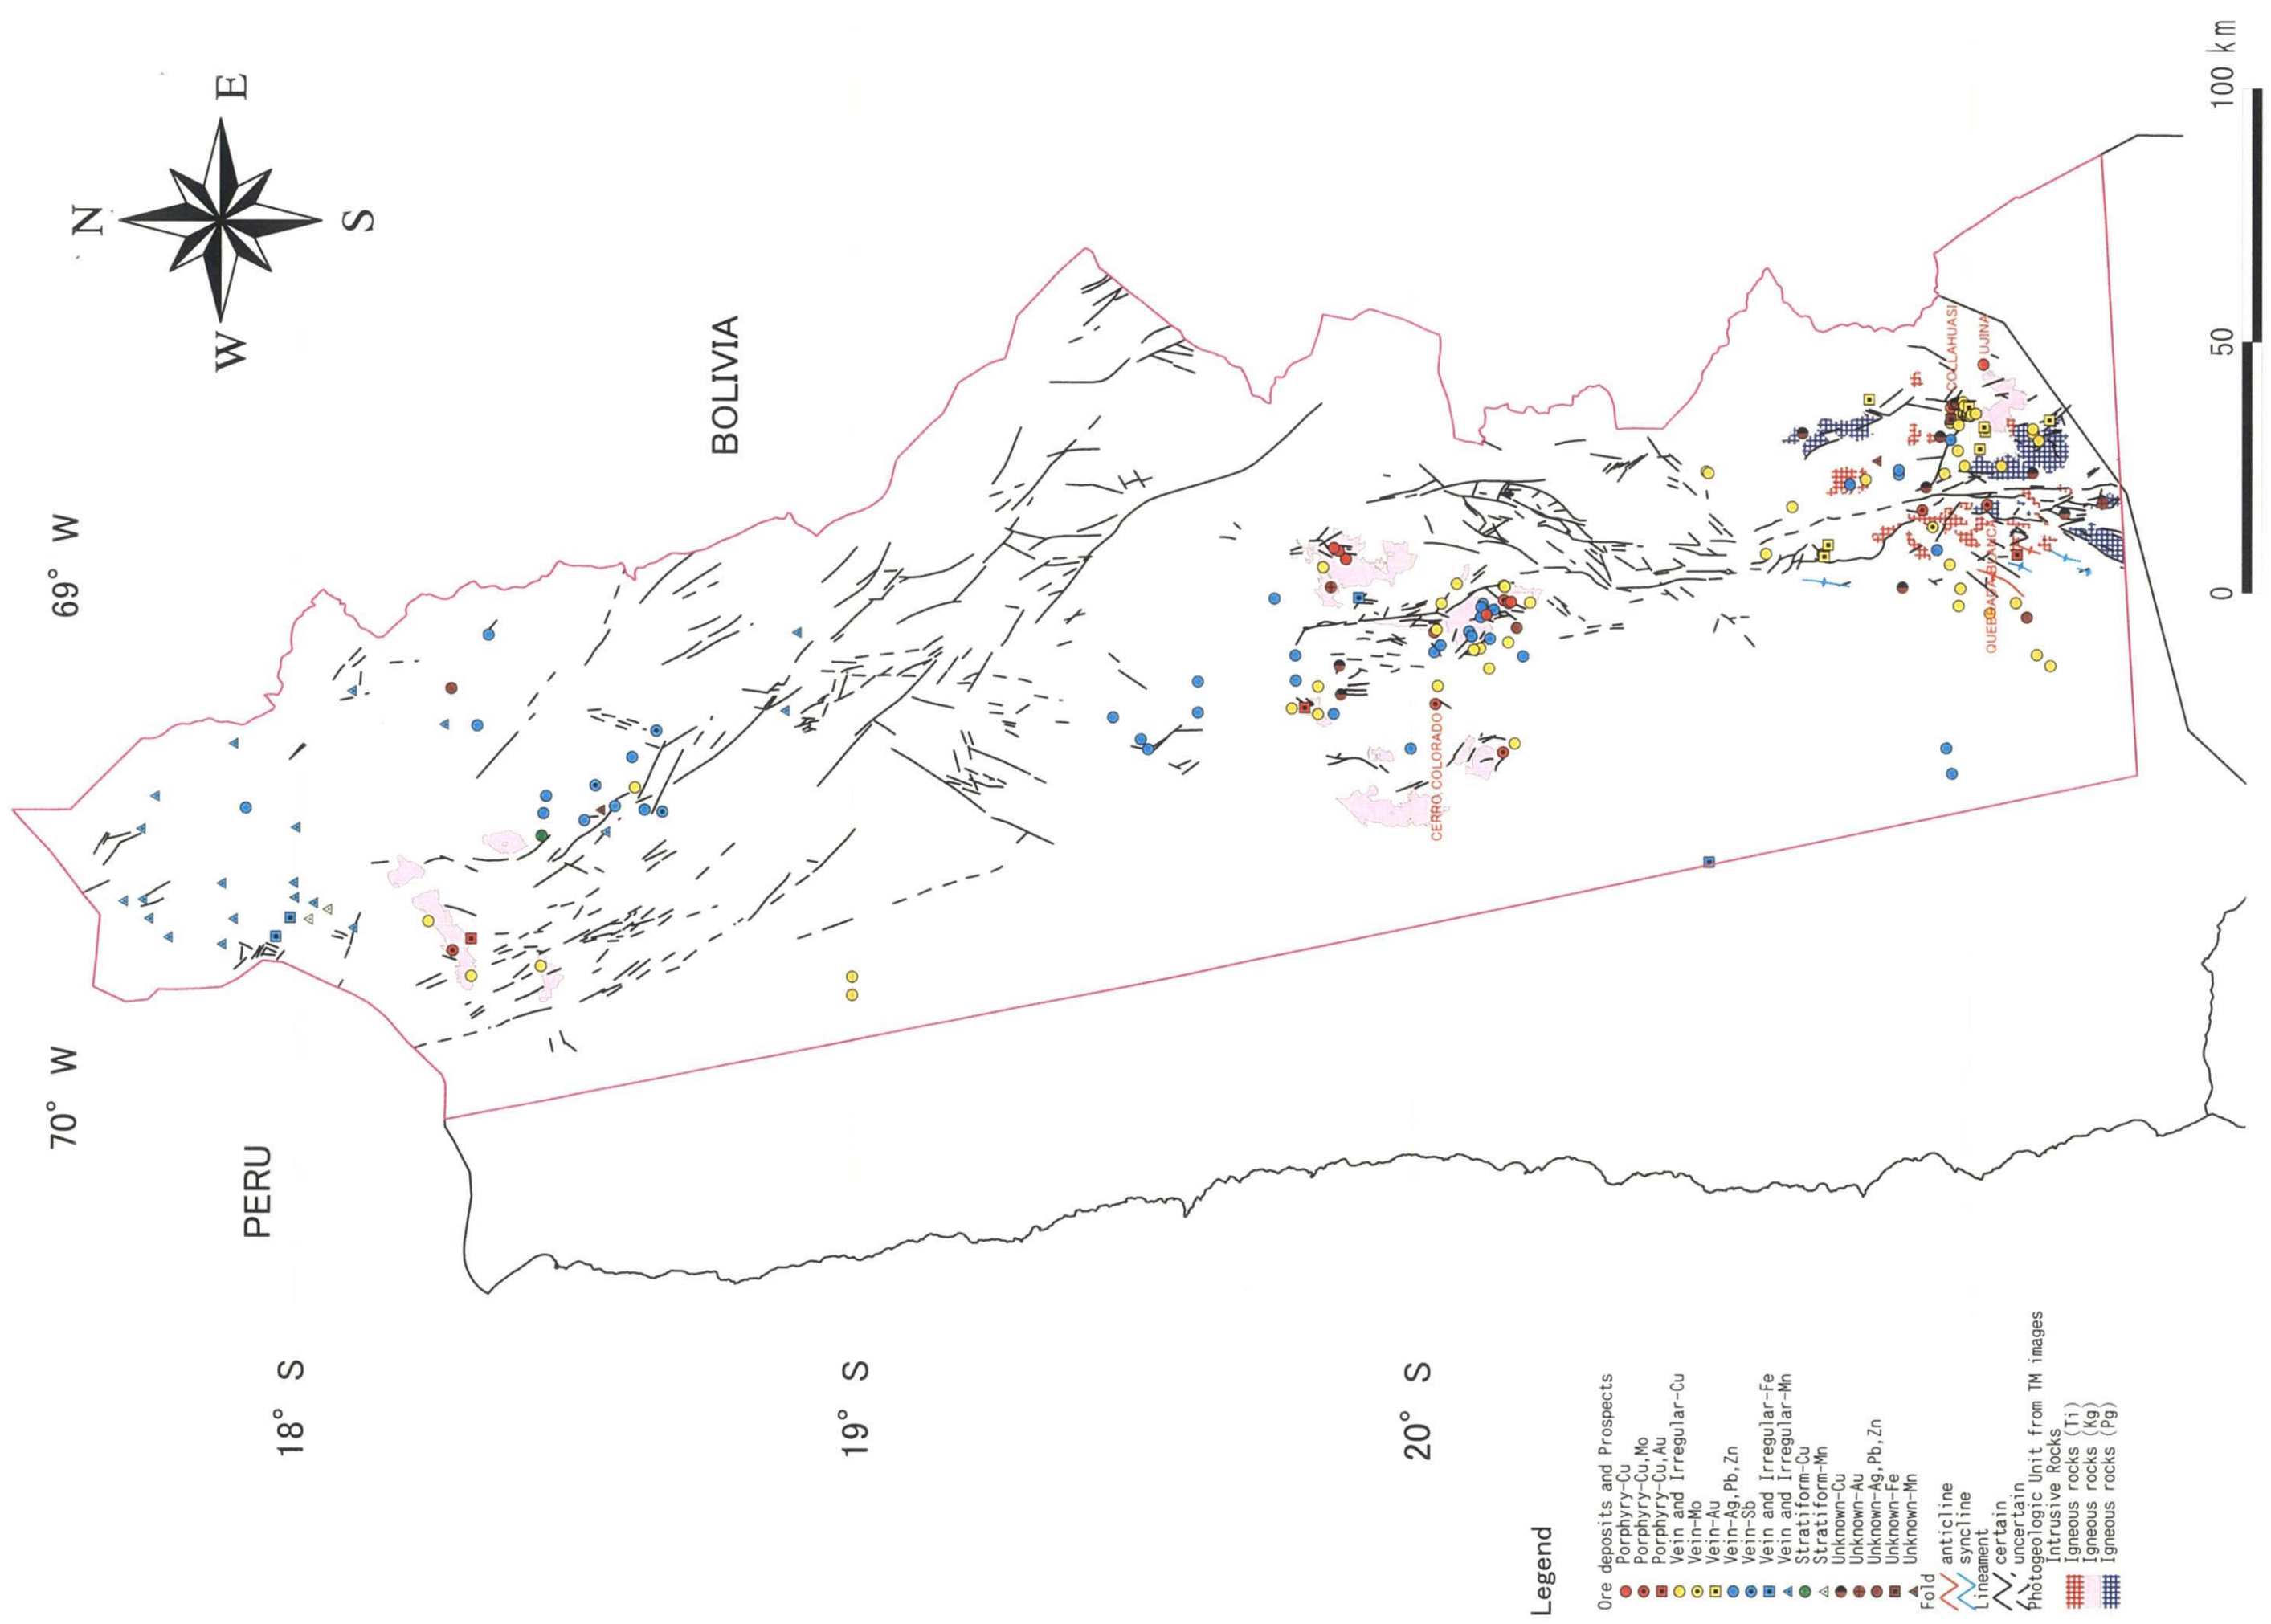 N
E
W
S
70° W
69° W
PERU
BOLIVIA
18° S
19° S
20° S
CERRO COLORADO
COLLAHUASI
UJINA
QUEBRADA BLANCA
0
50
100 km
Legend
Ore deposits and Prospects
Porphyry-Cu
Porphyry-Cu,Mo
Porphyry-Cu,Au
Vein and Irregular-Cu
Vein-Mo
Vein-Au
Vein-Ag,Pb,Zn
Vein-Sb
Vein and Irregular-Fe
Vein and Irregular-Mn
Stratiform-Cu
Stratiform-Mn
Unknown-Cu
Unknown-Au
Unknown-Ag,Pb,Zn
Unknown-Fe
Unknown-Mn
Fold
anticline
syncline
Lineament
certain
uncertain
Photogeologic Unit from TM images
Intrusive Rocks
Igneous rocks (Ti)
Igneous rocks (Kg)
Igneous rocks (Pg)